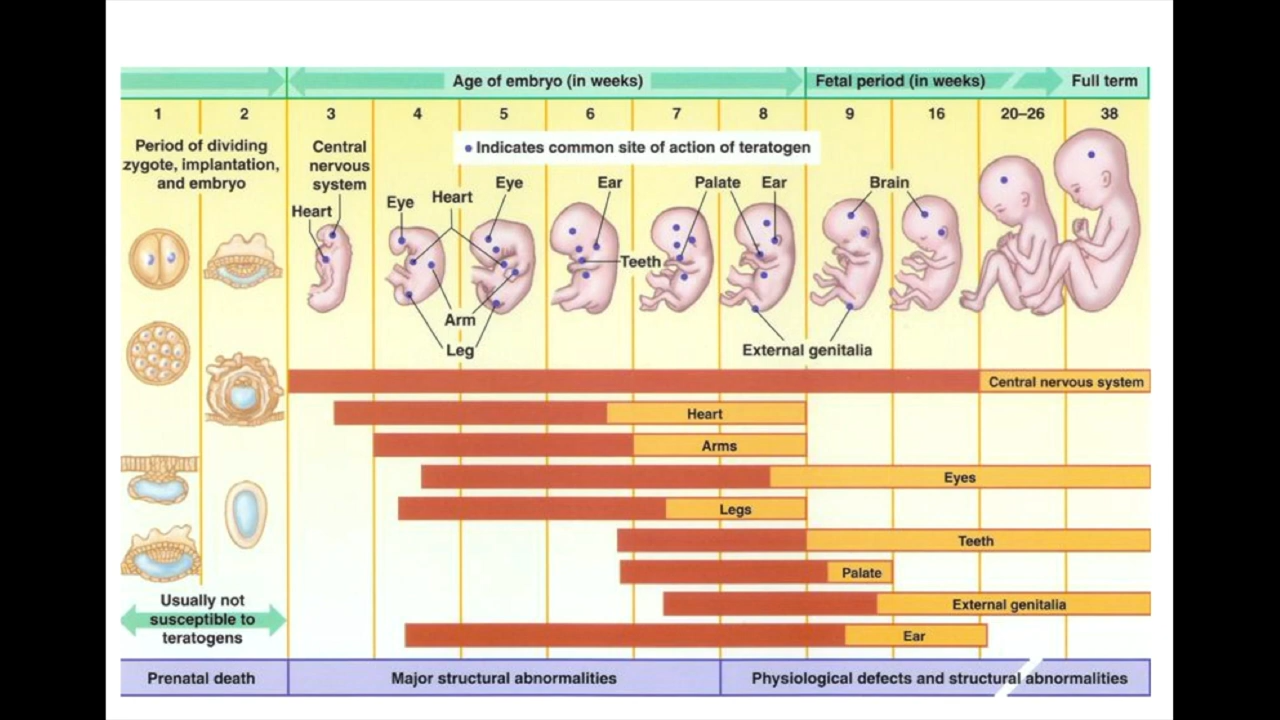 Age of embryo (in weeks)
Fetal period (in weeks)
Full term
1
2
3
4
5
6
7
8
9
16
20–26
38
Period of dividing
zygote, implantation,
and embryo
Central
nervous
system
Indicates common site of action of teratogen
Heart
Eye
Heart
Eye
Ear
Palate
Ear
Brain
Teeth
Arm
Leg
External genitalia
Central nervous system
Heart
Arms
Eyes
Legs
Teeth
Palate
External genitalia
Ear
Usually not
susceptible to
teratogens
Prenatal death
Major structural abnormalities
Physiological defects and structural abnormalities